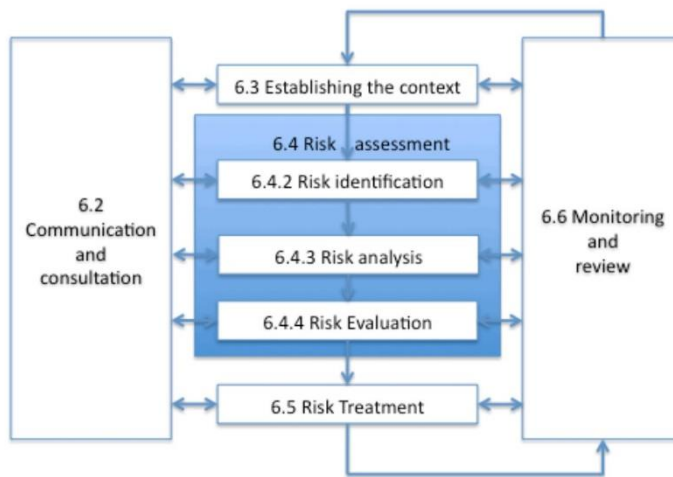 6.3 Establishing the context
6.4 Risk assessment
6.4.2 Risk identification
6.2
Communication
and
consultation
6.6 Monitoring
and
review
6.4.3 Risk analysis
6.4.4 Risk Evaluation
6.5 Risk Treatment